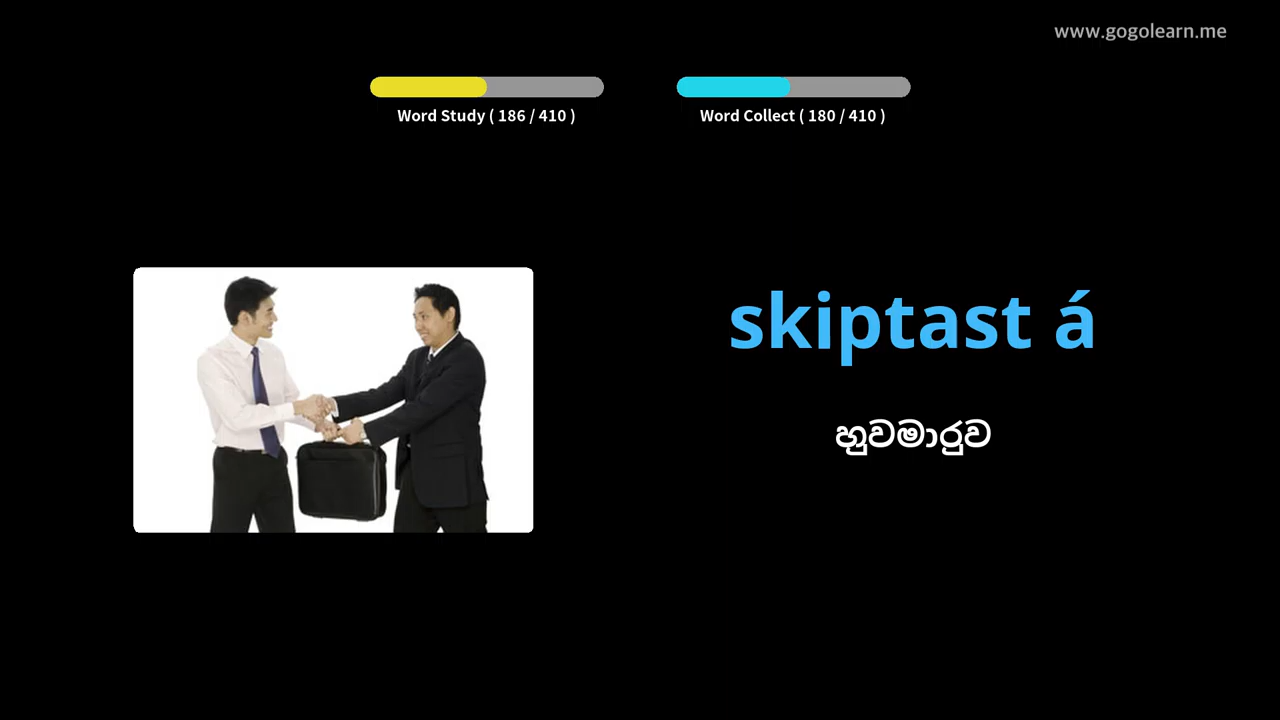 www.gogolearn.me
Word Study ( 186 / 410 )
Word Collect ( 180 / 410 )
skiptast á
හුවමාරුව